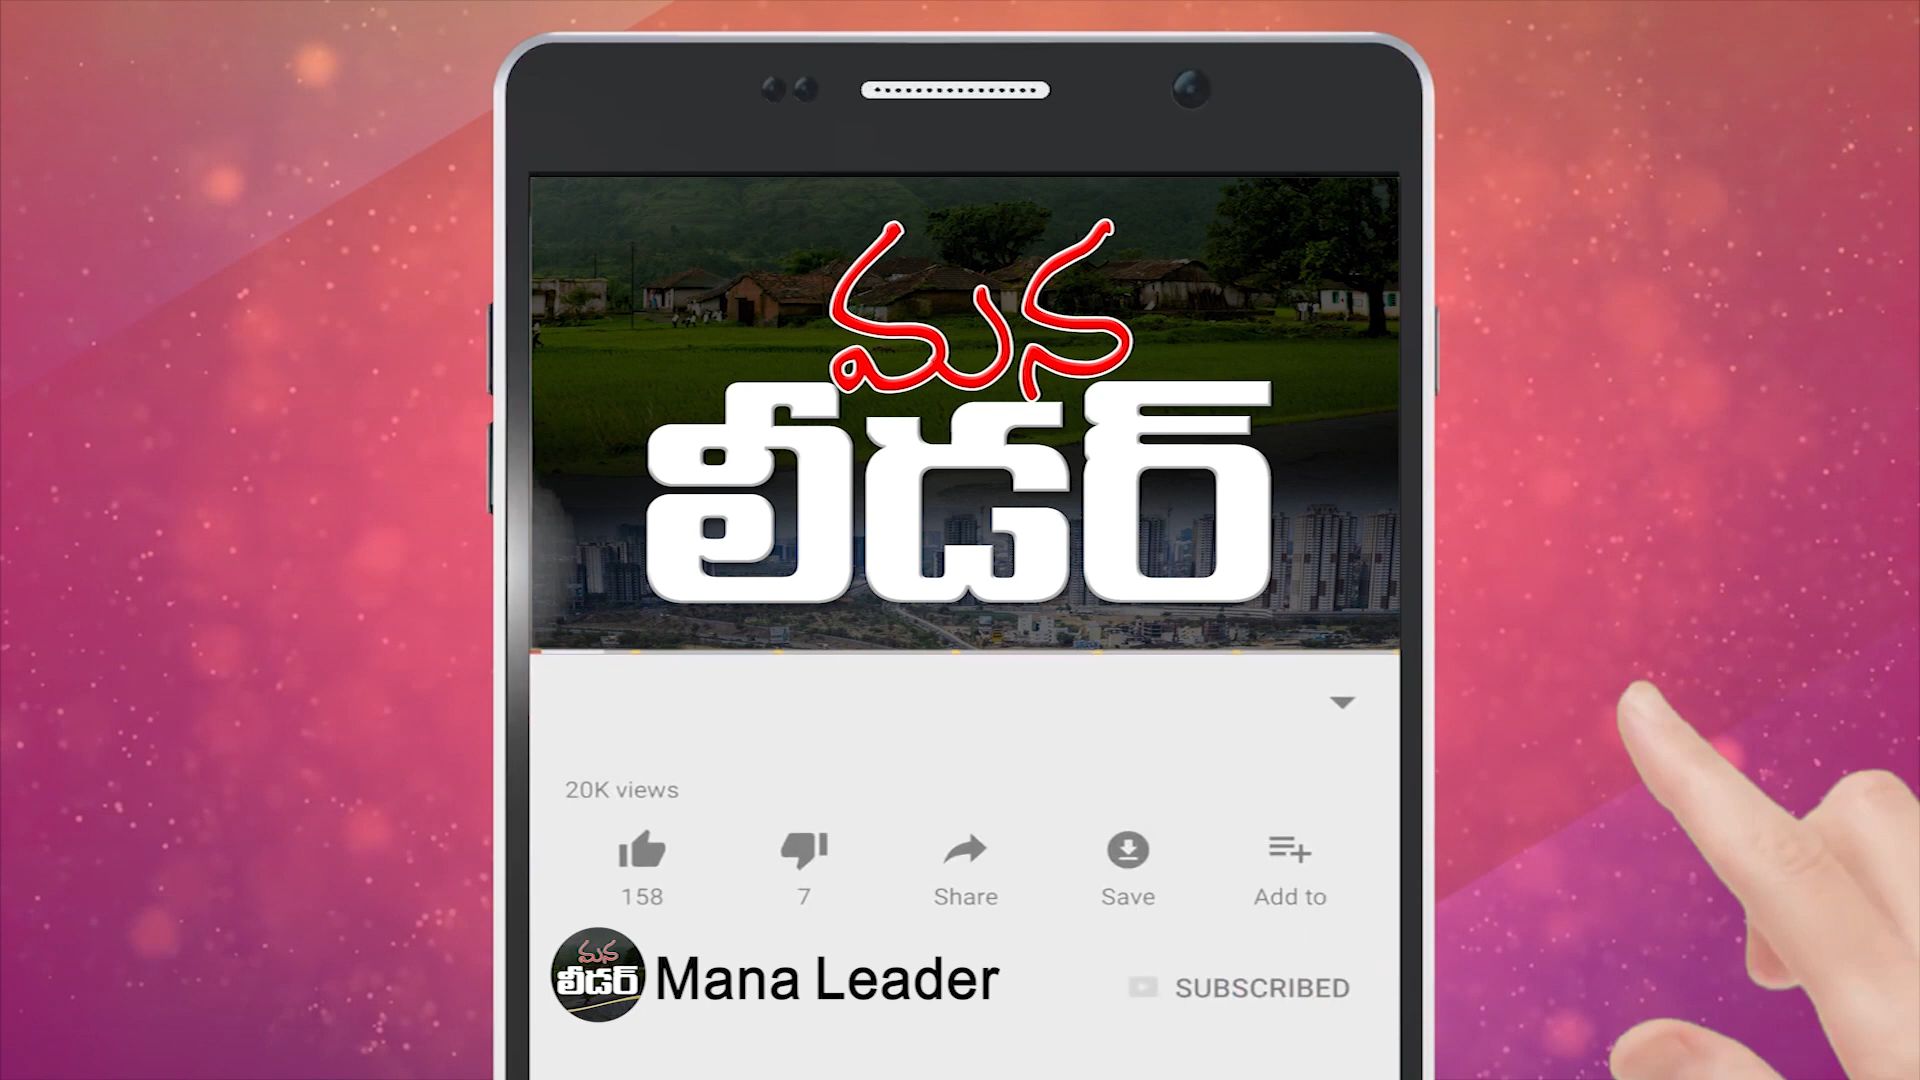 మన
లీడర్
20K views
158
7
Share
Save
Add to
మన
లీడర్
Mana Leader
SUBSCRIBED